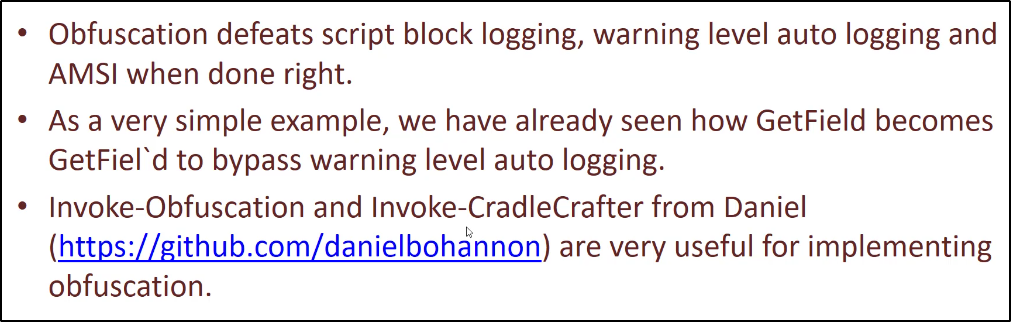 • Obfuscation defeats script block logging, warning level auto logging and
AMSI when done right.
• As a very simple example, we have already seen how GetField becomes
GetFiel`d to bypass warning level auto logging.
• Invoke-Obfuscation and Invoke-CradleCrafter from Daniel
(https://github.com/danielbohannon) are very useful for implementing
obfuscation.